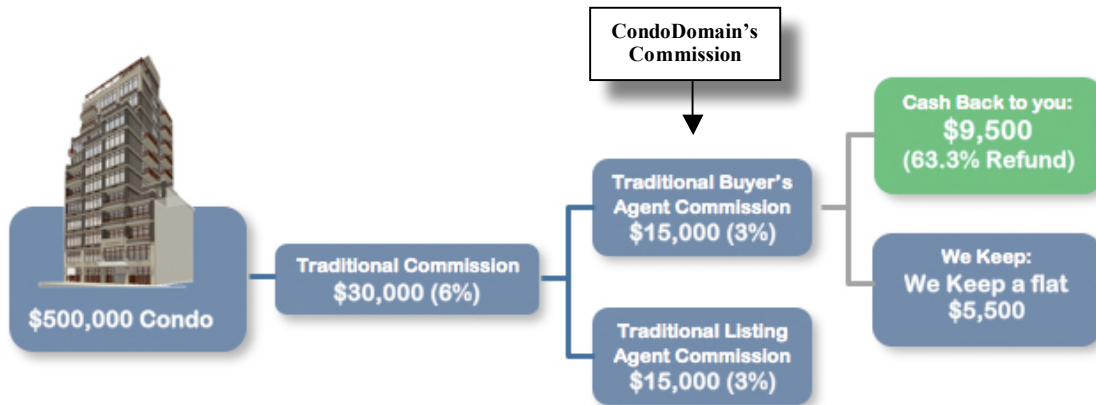 CondoDomain's
Commission
$500,000 Condo
Traditional Commission
$30,000 (6%)
Traditional Buyer's
Agent Commission
$15,000 (3%)
Traditional Listing
Agent Commission
$15,000 (3%)
Cash Back to you:
$9,500
(63.3% Refund)
We Keep:
We Keep a flat
$5,500